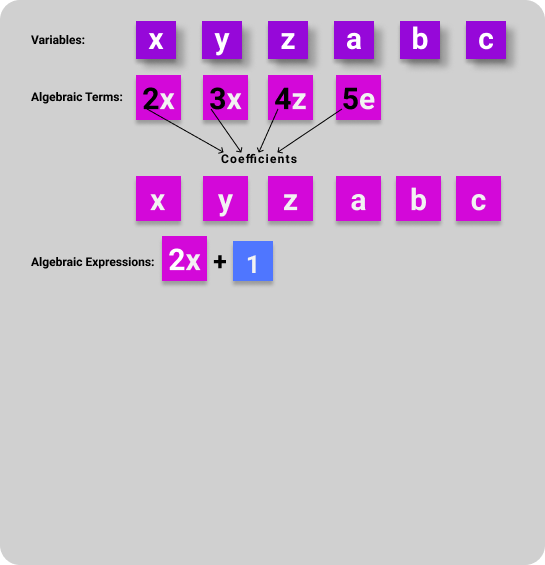 Variables: x y z a b c
Algebraic Terms: 2x 3x 4z 5e
Coefficients
x y z a b c
Algebraic Expressions: 2x + 1